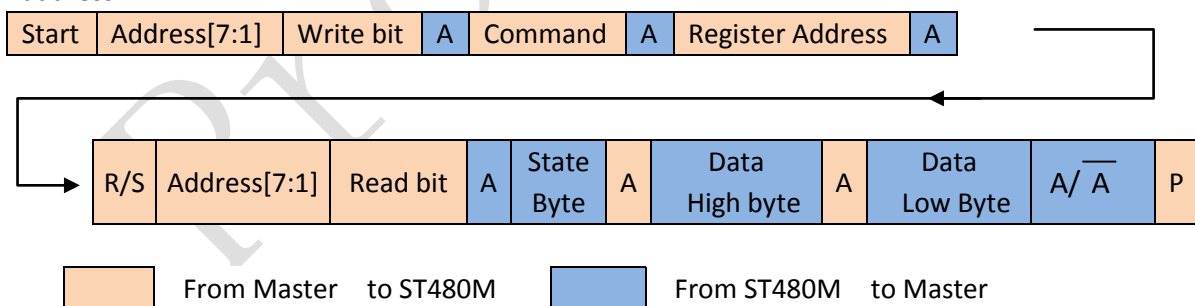 Start Address[7:1] Write bit A Command A Register Address A
R/S Address[7:1] Read bit A State Byte A Data High byte A Data Low Byte A/A̅ P
From Master to ST480M From ST480M to Master